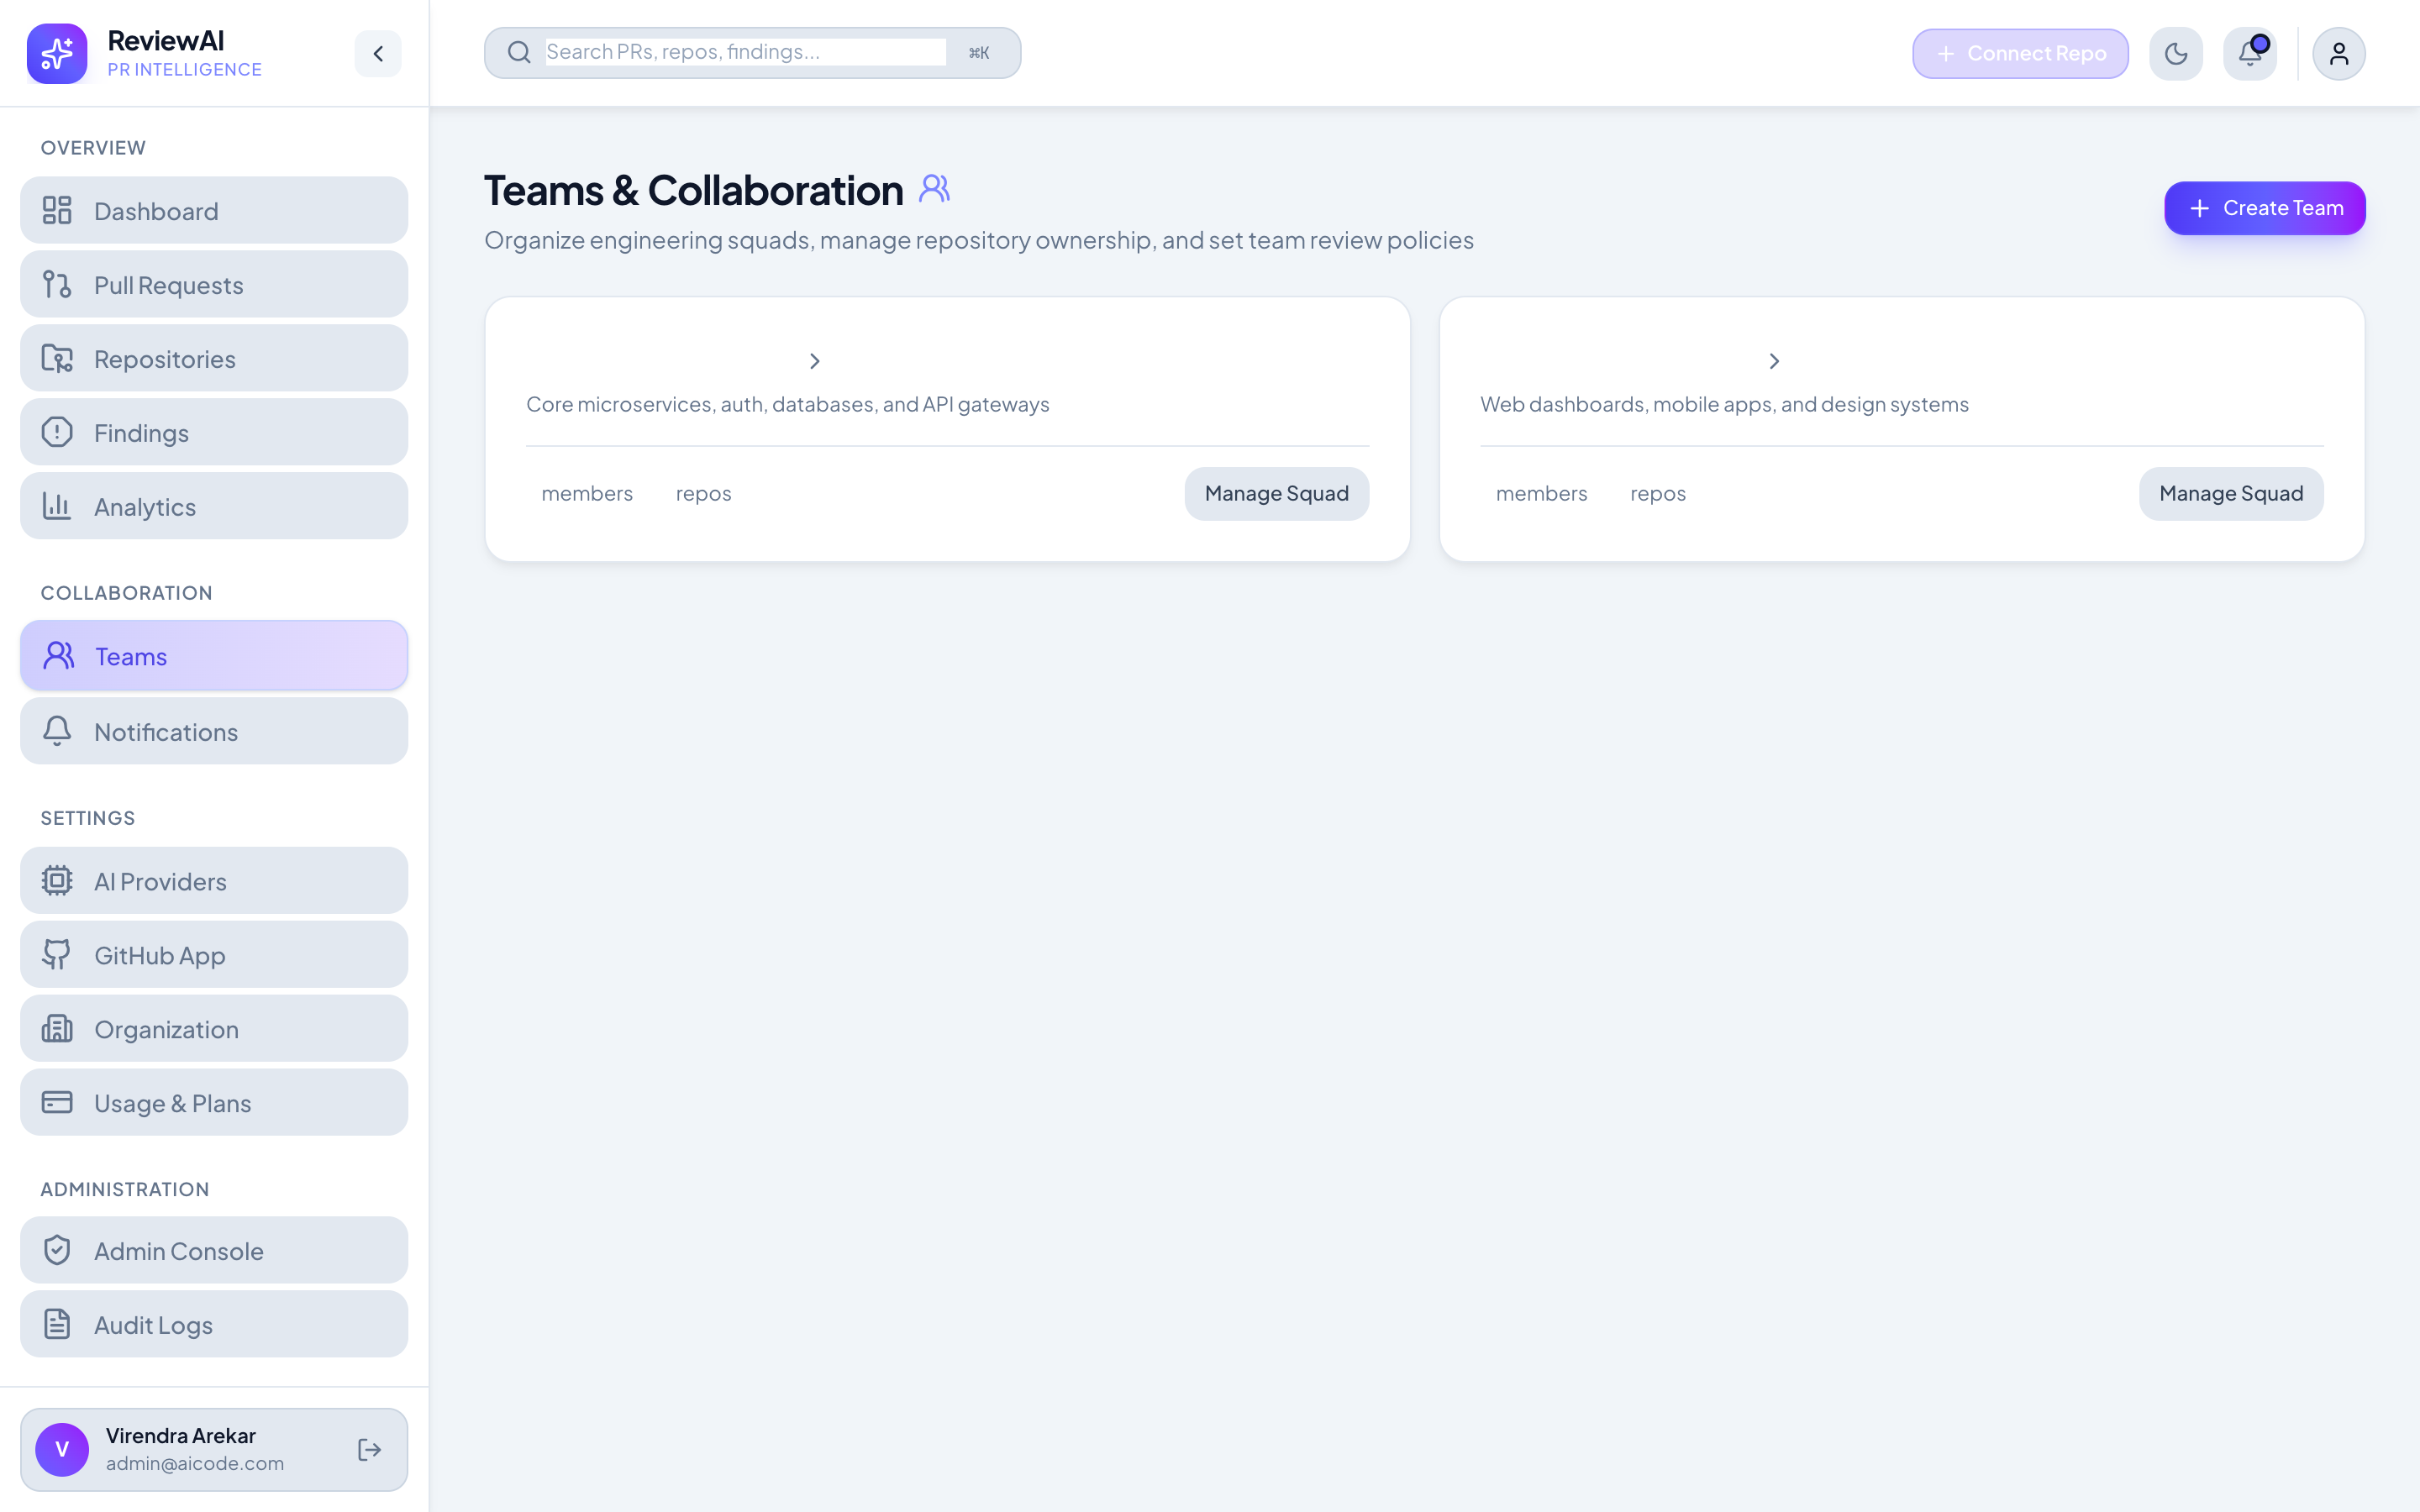 ReviewAI
PR INTELLIGENCE
OVERVIEW
Dashboard
Pull Requests
Repositories
Findings
Analytics
COLLABORATION
Teams
Notifications
SETTINGS
AI Providers
GitHub App
Organization
Usage & Plans
ADMINISTRATION
Admin Console
Audit Logs
V
Virendra Arekar
admin@aicode.com
Search PRs, repos, findings... ⌘K
Connect Repo
Teams & Collaboration
Organize engineering squads, manage repository ownership, and set team review policies
Create Team
Core microservices, auth, databases, and API gateways
members repos Manage Squad
Web dashboards, mobile apps, and design systems
members repos Manage Squad